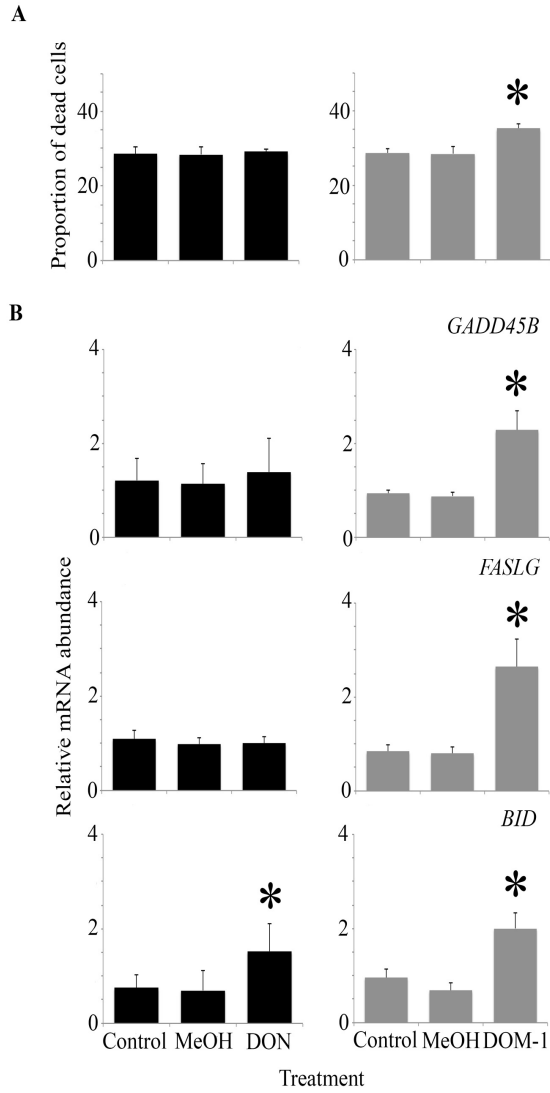 A
Proportion of dead cells
40
20
0
*
40
20
0
B
GADD45B
Relative mRNA abundance
4
2
0
*
4
2
0
FASLG
4
2
0
*
4
2
0
BID
4
2
0
*
*
4
2
0
Control MeOH DON
Control MeOH DOM-1
Treatment